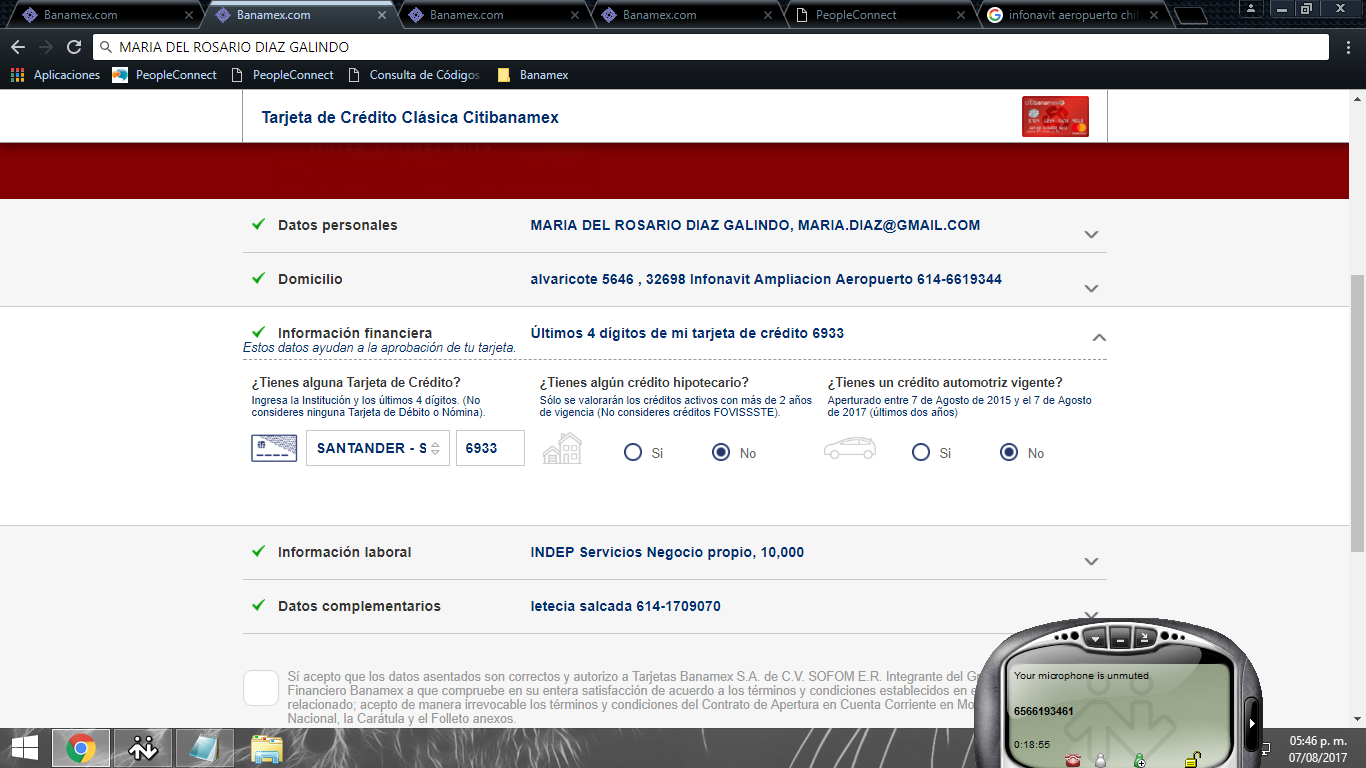 Banamex.com
Banamex.com
Banamex.com
Banamex.com
PeopleConnect
infonavit aeropuerto chi
MARIA DEL ROSARIO DIAZ GALINDO
Aplicaciones
PeopleConnect
PeopleConnect
Consulta de Códigos
Banamex
Tarjeta de Crédito Clásica Citibanamex
Datos personales
MARIA DEL ROSARIO DIAZ GALINDO, MARIA.DIAZ@GMAIL.COM
Domicilio
alvaricote 5646 , 32698 Infonavit Ampliacion Aeropuerto 614-6619344
Información financiera
Últimos 4 dígitos de mi tarjeta de crédito 6933
Estos datos ayudan a la aprobación de tu tarjeta.
¿Tienes alguna Tarjeta de Crédito?
Ingresa la Institución y los últimos 4 dígitos. (No
consideres ninguna Tarjeta de Débito o Nómina).
SANTANDER - S
6933
¿Tienes algún crédito hipotecario?
Sólo se valorarán los créditos activos con más de 2 años
de vigencia (No consideres créditos FOVISSSTE).
Si
No
¿Tienes un crédito automotriz vigente?
Aperturado entre 7 de Agosto de 2015 y el 7 de Agosto
de 2017 (últimos dos años)
Si
No
Información laboral
INDEP Servicios Negocio propio, 10,000
Datos complementarios
letecia salcada 614-1709070
Sí acepto que los datos asentados son correctos y autorizo a Tarjetas Banamex S.A. de C.V. SOFOM E.R. Integrante del G
Financiero Banamex a que compruebe en su entera satisfacción de acuerdo a los términos y condiciones establecidos en e
relacionado; acepto de manera irrevocable los términos y condiciones del Contrato de Apertura en Cuenta Corriente en Mo
Nacional, la Carátula y el Folleto anexos.
Your microphone is unmuted
6566193461
0:18:55
05:46 p. m.
07/08/2017